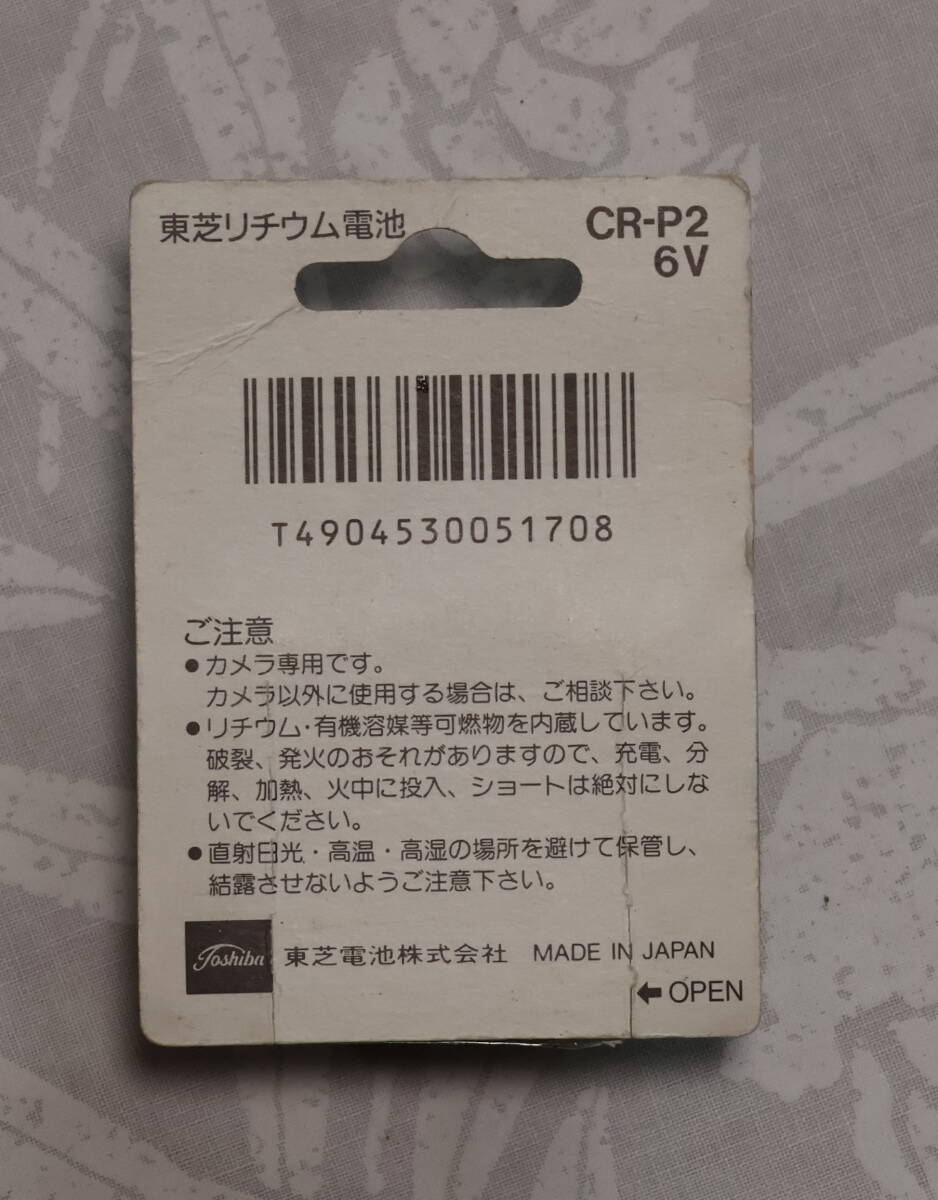 東芝リチウム電池
CR-P2
6V
T4904530051708
ご注意
●カメラ専用です。
カメラ以外に使用する場合は、ご相談下さい。
●リチウム・有機溶媒等可燃物を内蔵しています。
破裂、発火のおそれがありますので、充電、分
解、加熱、火中に投入、ショートは絶対にしな
いでください。
●直射日光・高温・高湿の場所を避けて保管し、
結露させないようご注意下さい。
Toshiba 東芝電池株式会社 MADE IN JAPAN
← OPEN